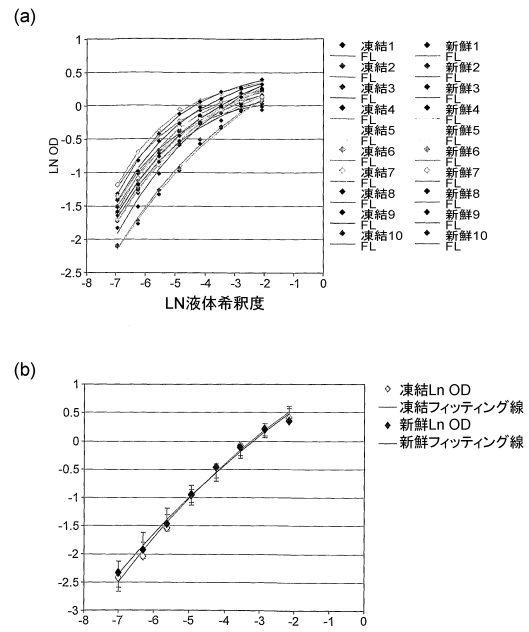 (a)
1
0.5
0
-0.5
-1
-1.5
-2
-2.5
LN OD
-8 -7 -6 -5 -4 -3 -2 -1 0
LN液体希釈度
凍結1 新鮮1
FL FL
凍結2 新鮮2
FL FL
凍結3 新鮮3
FL FL
凍結4 新鮮4
FL FL
凍結5 新鮮5
FL FL
凍結6 新鮮6
FL FL
凍結7 新鮮7
FL FL
凍結8 新鮮8
FL FL
凍結9 新鮮9
FL FL
凍結10 新鮮10
FL FL
(b)
1
0.5
0
-0.5
-1
-1.5
-2
-2.5
-3
-8 -7 -6 -5 -4 -3 -2 -1 0
凍結Ln OD
凍結フィッティング線
新鮮Ln OD
新鮮フィッティング線